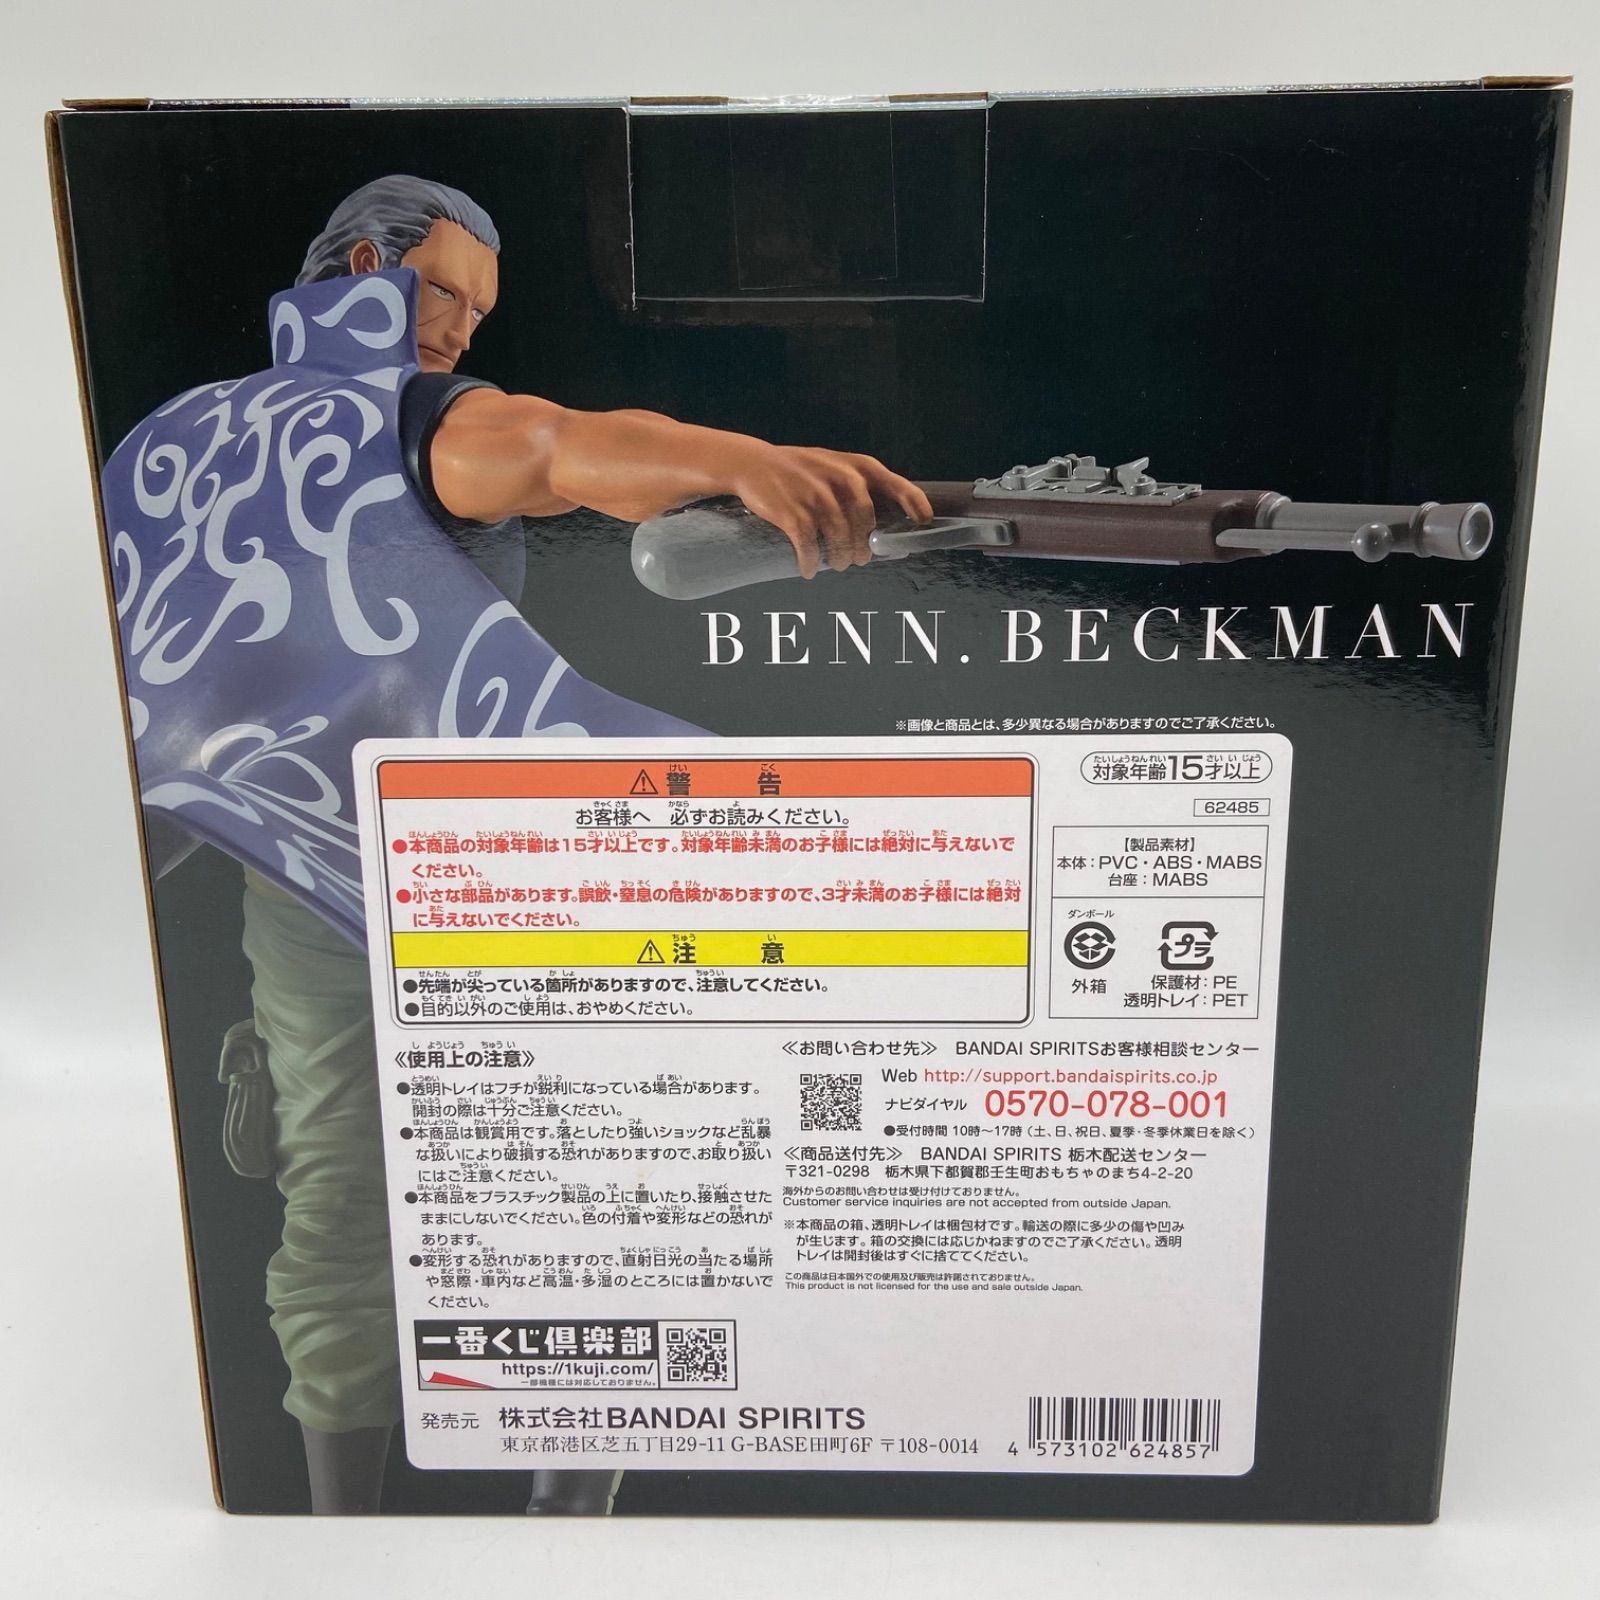 BENN.BECKMAN
※画像と商品とは、多少異なる場合がありますのでご了承ください。
⚠警告
お客様へ 必ずお読みください。
●本商品の対象年齢は15才以上です。対象年齢未満のお子様には絶対に与えないで
ください。
●小さな部品があります。誤飲・窒息の危険がありますので、3才未満のお子様には絶対
に与えないでください。
⚠注意
●先端が尖っている箇所がありますので、注意してください。
●目的以外のご使用は、おやめください。
対象年齢15才以上
62485
【製品素材】
本体:PVC・ABS・MABS
台座:MABS
ダンボール
外箱
プラ
保護材:PE
透明トレイ:PET
≪使用上の注意≫
●透明トレイはフチが鋭利になっている場合があります。
開封の際は十分ご注意ください。
●本商品は観賞用です。落としたり強いショックなど乱暴
な扱いにより破損する恐れがありますので、お取り扱い
にはご注意ください。
●本商品をプラスチック製品の上に置いたり、接触させた
ままにしないでください。色の付着や変形などの恐れが
あります。
●変形する恐れがありますので、直射日光の当たる場所
や窓際・車内など高温・多湿のところには置かないで
ください。
≪お問い合わせ先≫ BANDAI SPIRITSお客様相談センター
Web http://support.bandaispirits.co.jp
ナビダイヤル 0570-078-001
●受付時間 10時〜17時(土、日、祝日、夏季・冬季休業日を除く)
≪商品送付先≫ BANDAI SPIRITS 栃木配送センター
〒321-0298 栃木県下都賀郡壬生町おもちゃのまち4-2-20
海外からのお問い合わせは受け付けておりません。
Customer service inquiries are not accepted from outside Japan.
※本商品の箱、透明トレイは梱包材です。輸送の際に多少の傷や凹み
が生じます。箱の交換には応じかねますのでご了承ください。透明
トレイは開封後はすぐに捨ててください。
この商品は日本国外での使用及び販売は許諾されておりません。
This product is not licensed for the use and sale outside Japan.
一番くじ倶楽部
https://1kuji.com/
一部機種には対応しておりません。
発売元 株式会社BANDAI SPIRITS
東京都港区芝五丁目29-11 G-BASE田町6F 〒108-0014
4 573102 624857